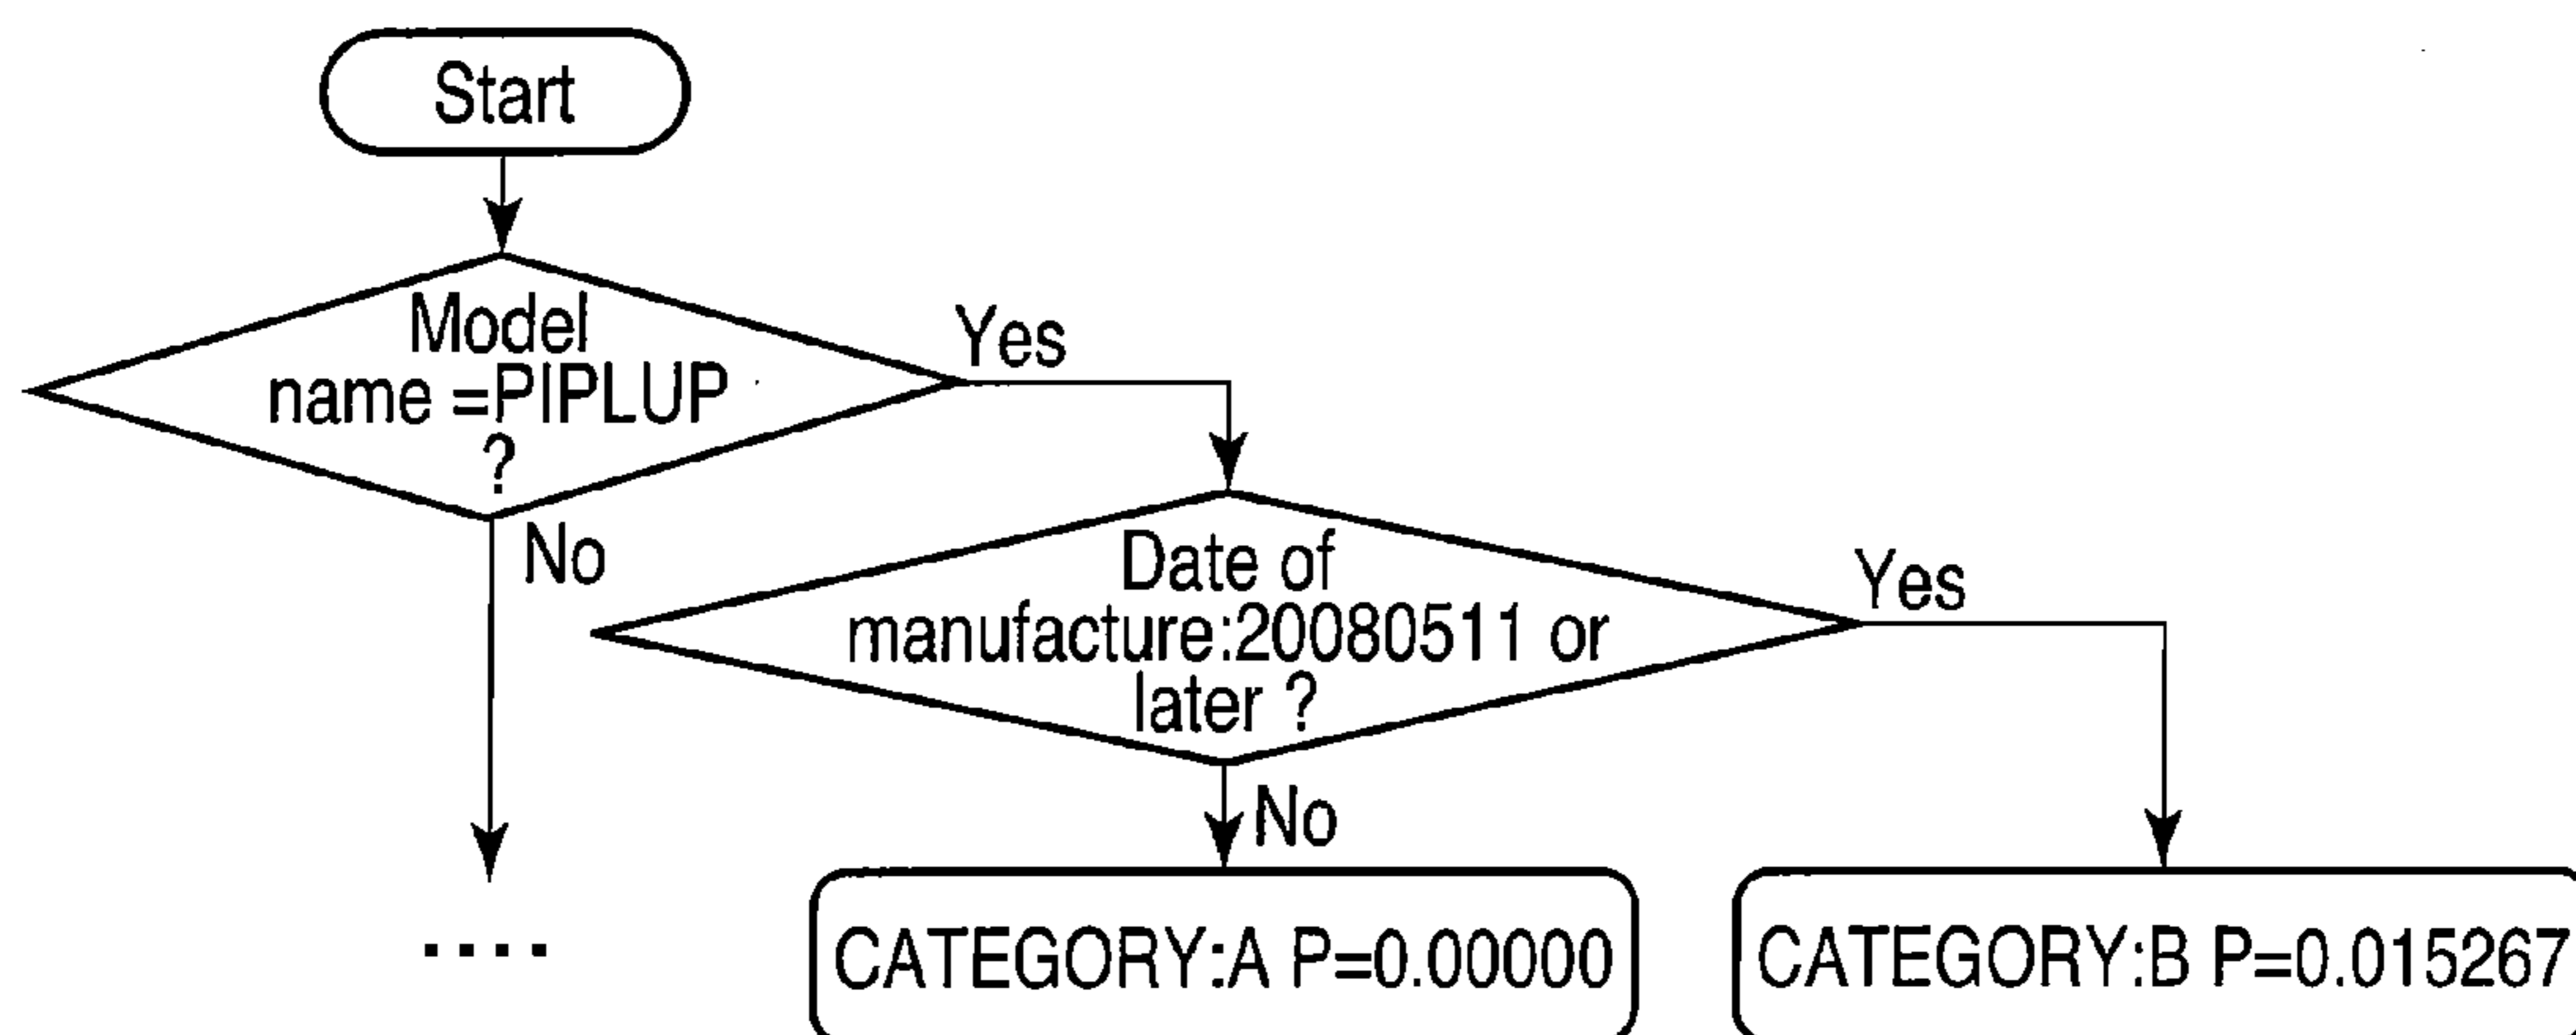 Start
Model
name =PIPLUP
?
Yes
No
Date of
manufacture:20080511 or
later ?
Yes
No
....
CATEGORY:A P=0.00000
CATEGORY:B P=0.015267